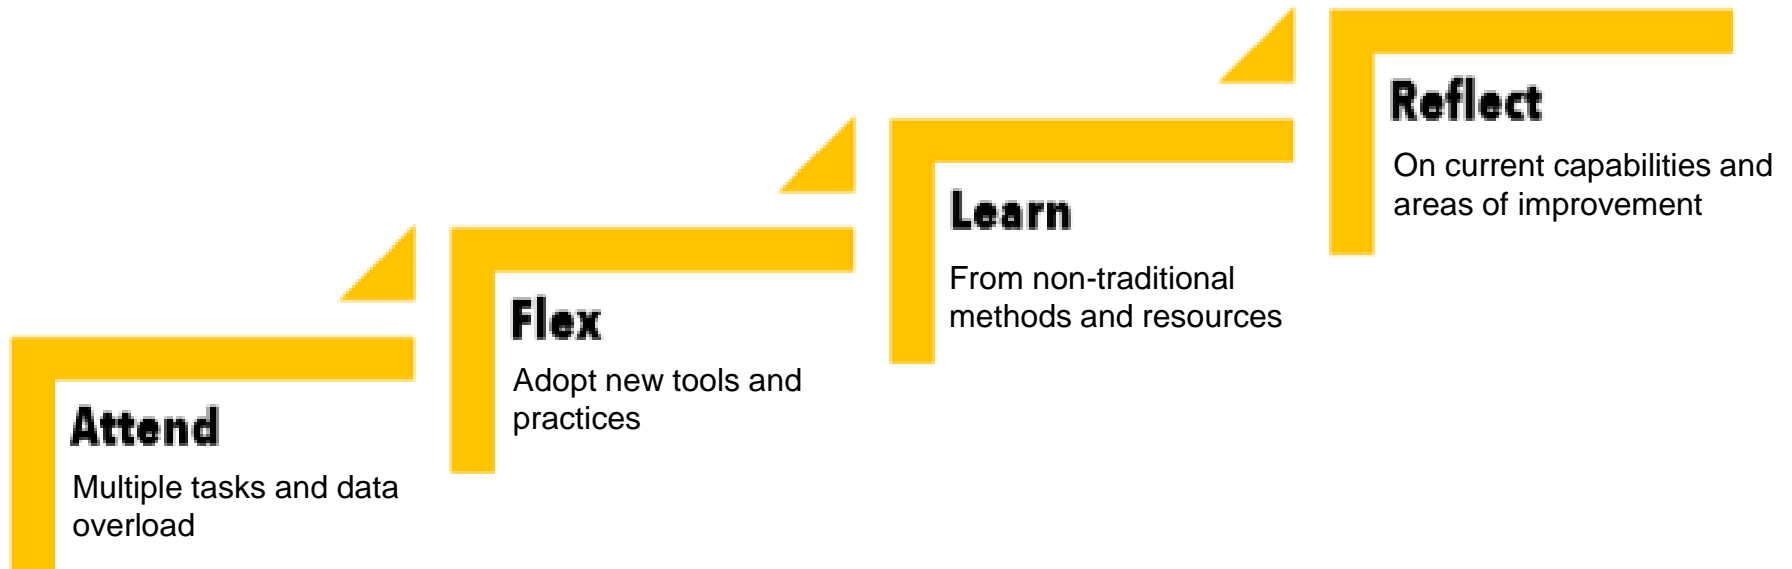 Attend
Multiple tasks and data
overload
Flex
Adopt new tools and
practices
Learn
From non-traditional
methods and resources
Reflect
On current capabilities and
areas of improvement